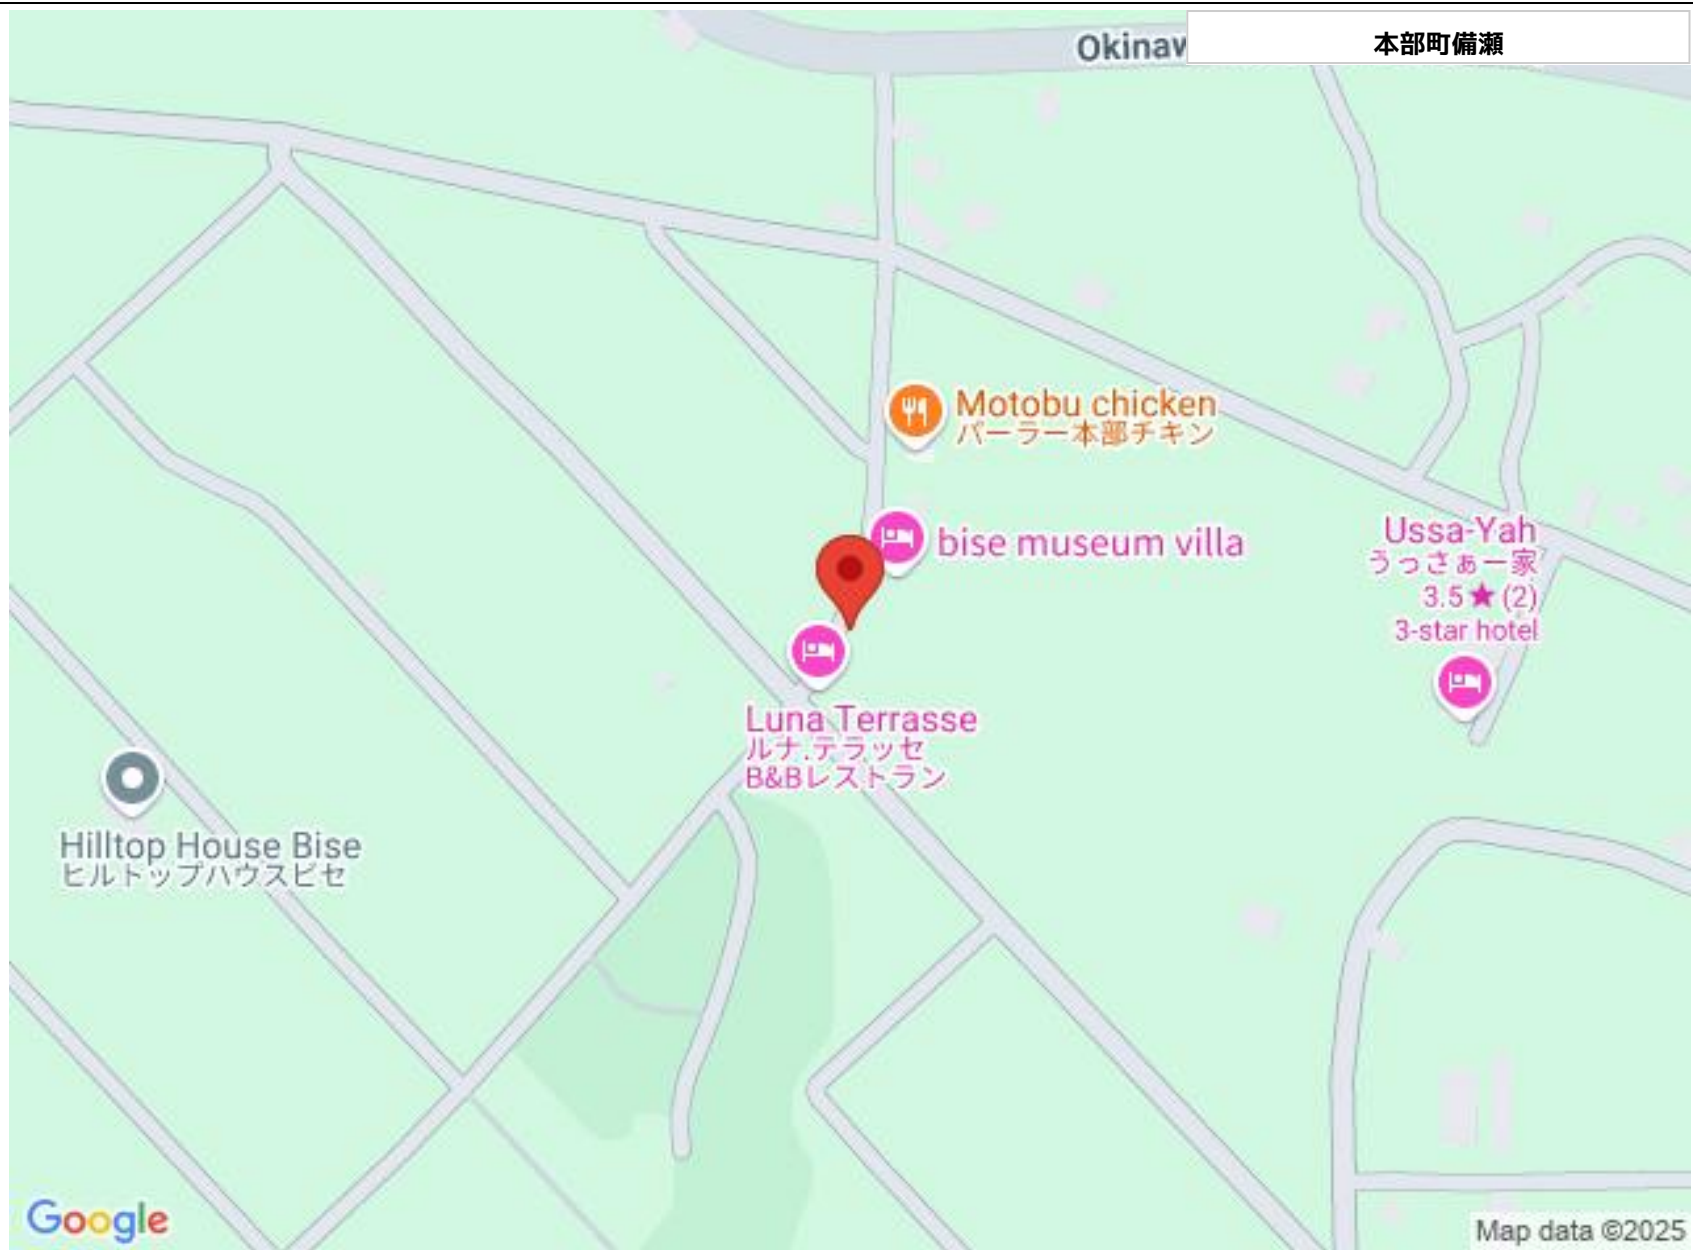 Okinaw
本部町備瀬
Motobu chicken
パーラー本部チキン
bise museum villa
Ussa-Yah
うっさぁー家
3.5★(2)
3-star hotel
Luna Terrasse
ルナ.テラッセ
B&Bレストラン
Hilltop House Bise
ヒルトップハウスビセ
Google
Map data ©2025